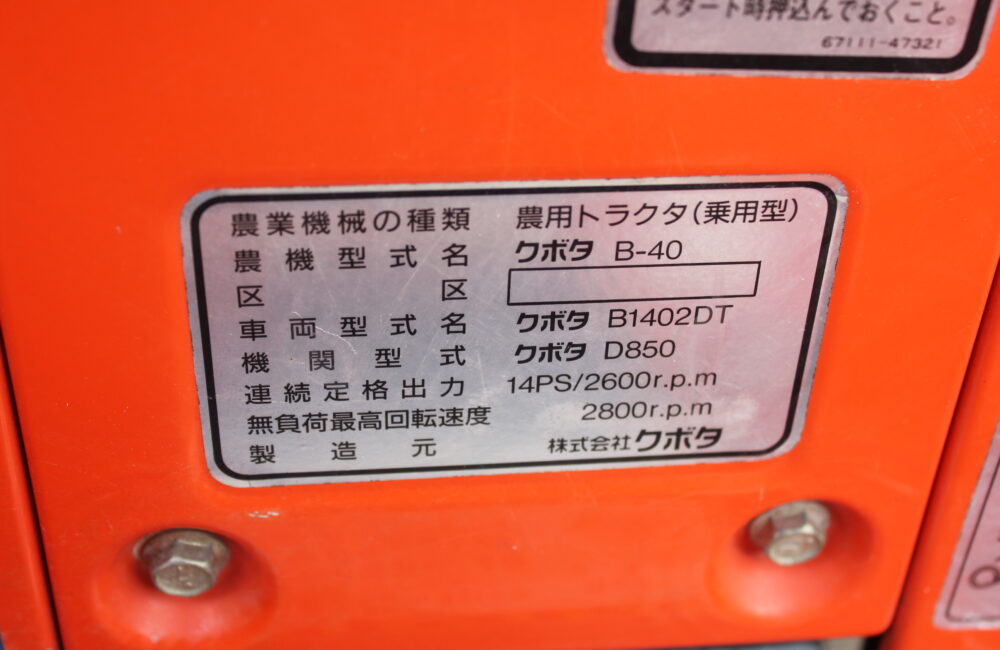 スタート時押込んでおくこと。
67111-47321
農業機械の種類 農用トラクタ(乗用型)
農機型式名 クボタ B-40
区 区
車両型式名 クボタ B1402DT
機関型式 クボタ D850
連続定格出力 14PS/2600r.p.m
無負荷最高回転速度 2800r.p.m
製造元 株式会社クボタ